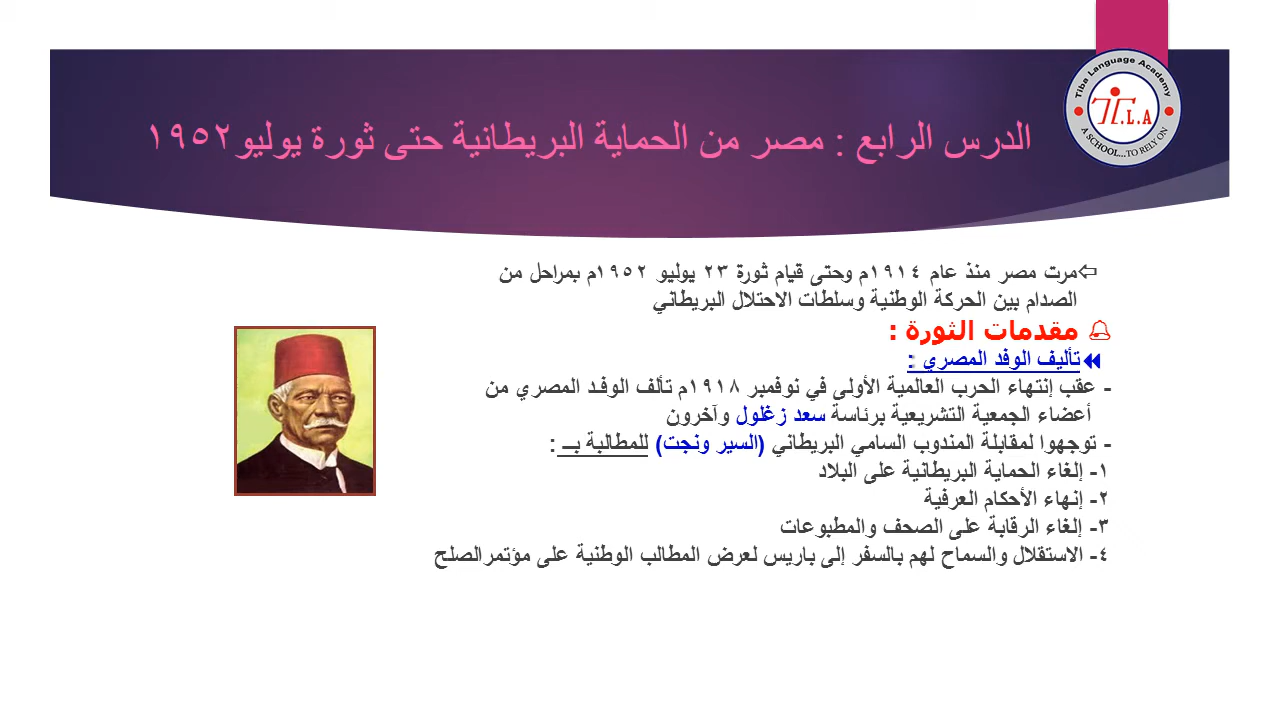 Tiba Language Academy
T.L.A
A SCHOOL...TO RELY ON
الدرس الرابع : مصر من الحماية البريطانية حتى ثورة يوليو١٩٥٢
⇦مرت مصر منذ عام ١٩١٤م وحتى قيام ثورة ٢٣ يوليو ١٩٥٢م بمراحل من
الصدام بين الحركة الوطنية وسلطات الاحتلال البريطاني
مقدمات الثورة :
تأليف الوفد المصري :
- عقب إنتهاء الحرب العالمية الأولى في نوفمبر ١٩١٨م تألف الوفـد المصري من
أعضاء الجمعية التشريعية برئاسة سعد زغلول وآخرون
- توجهوا لمقابلة المندوب السامي البريطاني (السير ونجت) للمطالبة بـــ :
١- إلغاء الحماية البريطانية على البلاد
٢- إنهاء الأحكام العرفية
٣- إلغاء الرقابة على الصحف والمطبوعات
٤- الاستقلال والسماح لهم بالسفر إلى باريس لعرض المطالب الوطنية على مؤتمرالصلح